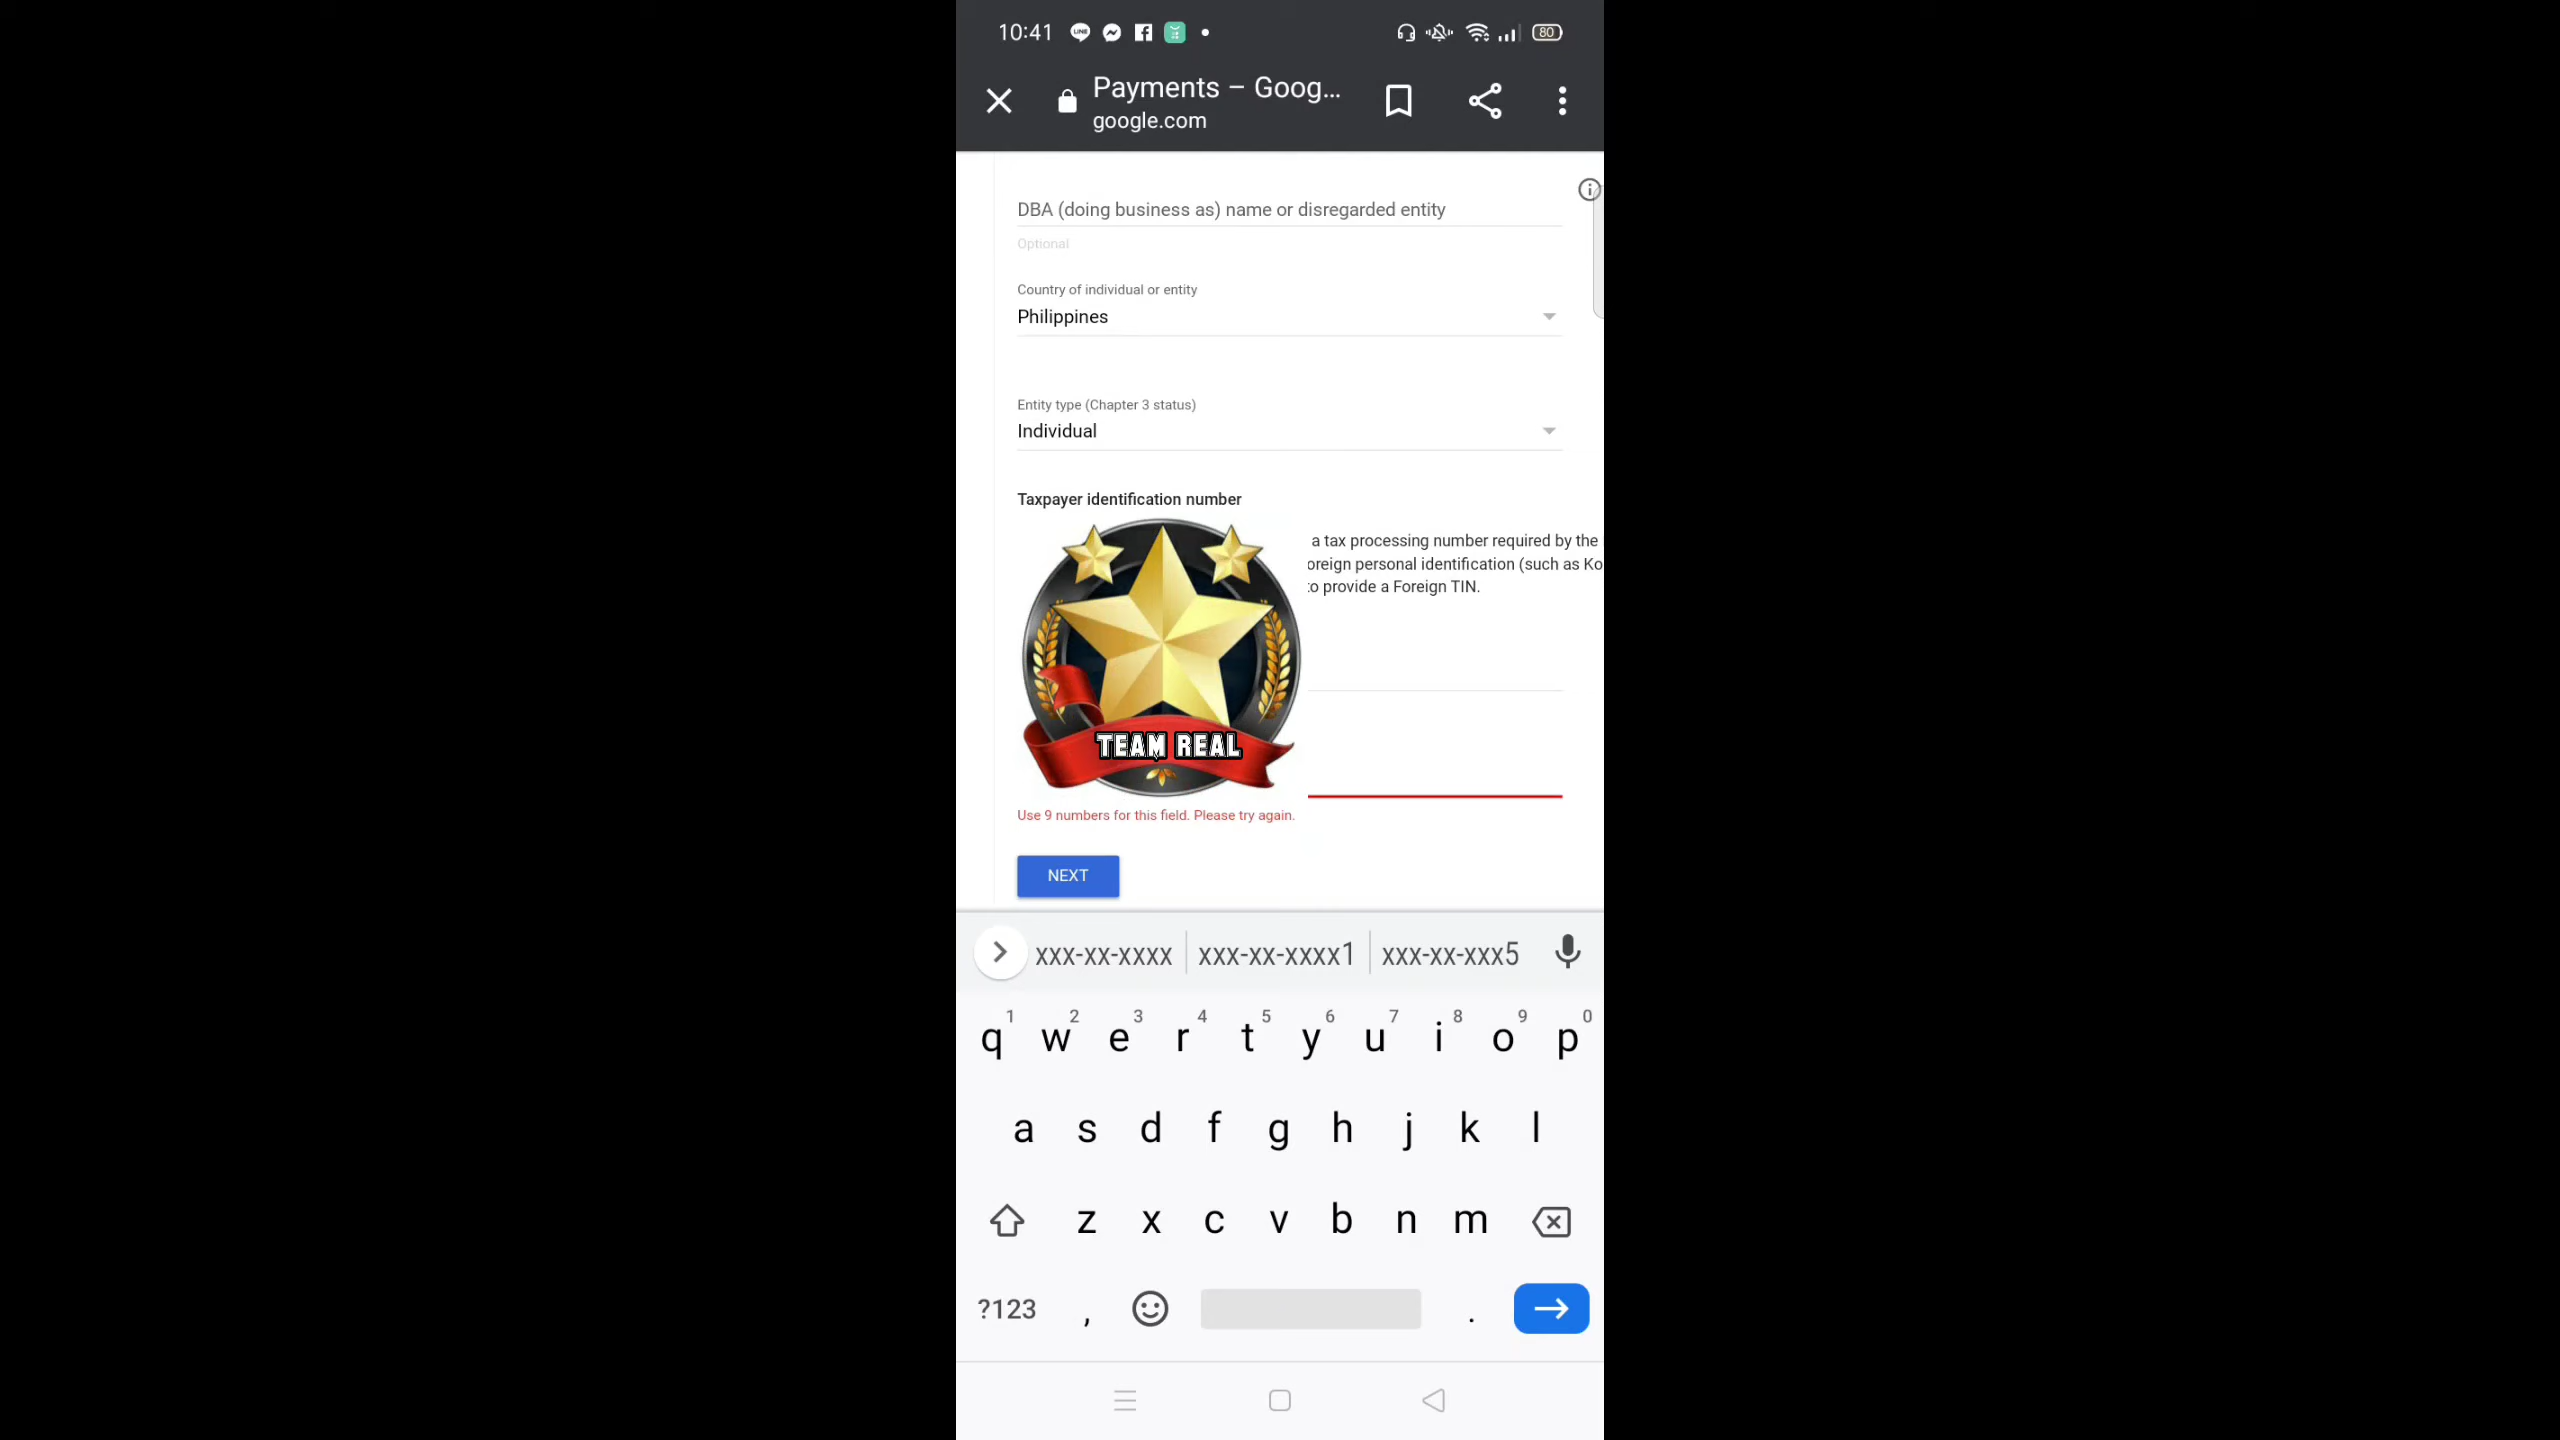 10:41
80
Payments – Goog...
google.com
DBA (doing business as) name or disregarded entity
Optional
Country of individual or entity
Philippines
Entity type (Chapter 3 status)
Individual
Taxpayer identification number
a tax processing number required by the
oreign personal identification (such as Ko
to provide a Foreign TIN.
TEAM REAL
Use 9 numbers for this field. Please try again.
NEXT
xxx-xx-xxxx xxx-xx-xxxx1 xxx-xx-xxx5
1 2 3 4 5 6 7 8 9 0
q w e r t y u i o p
a s d f g h j k l
z x c v b n m
?123 , .